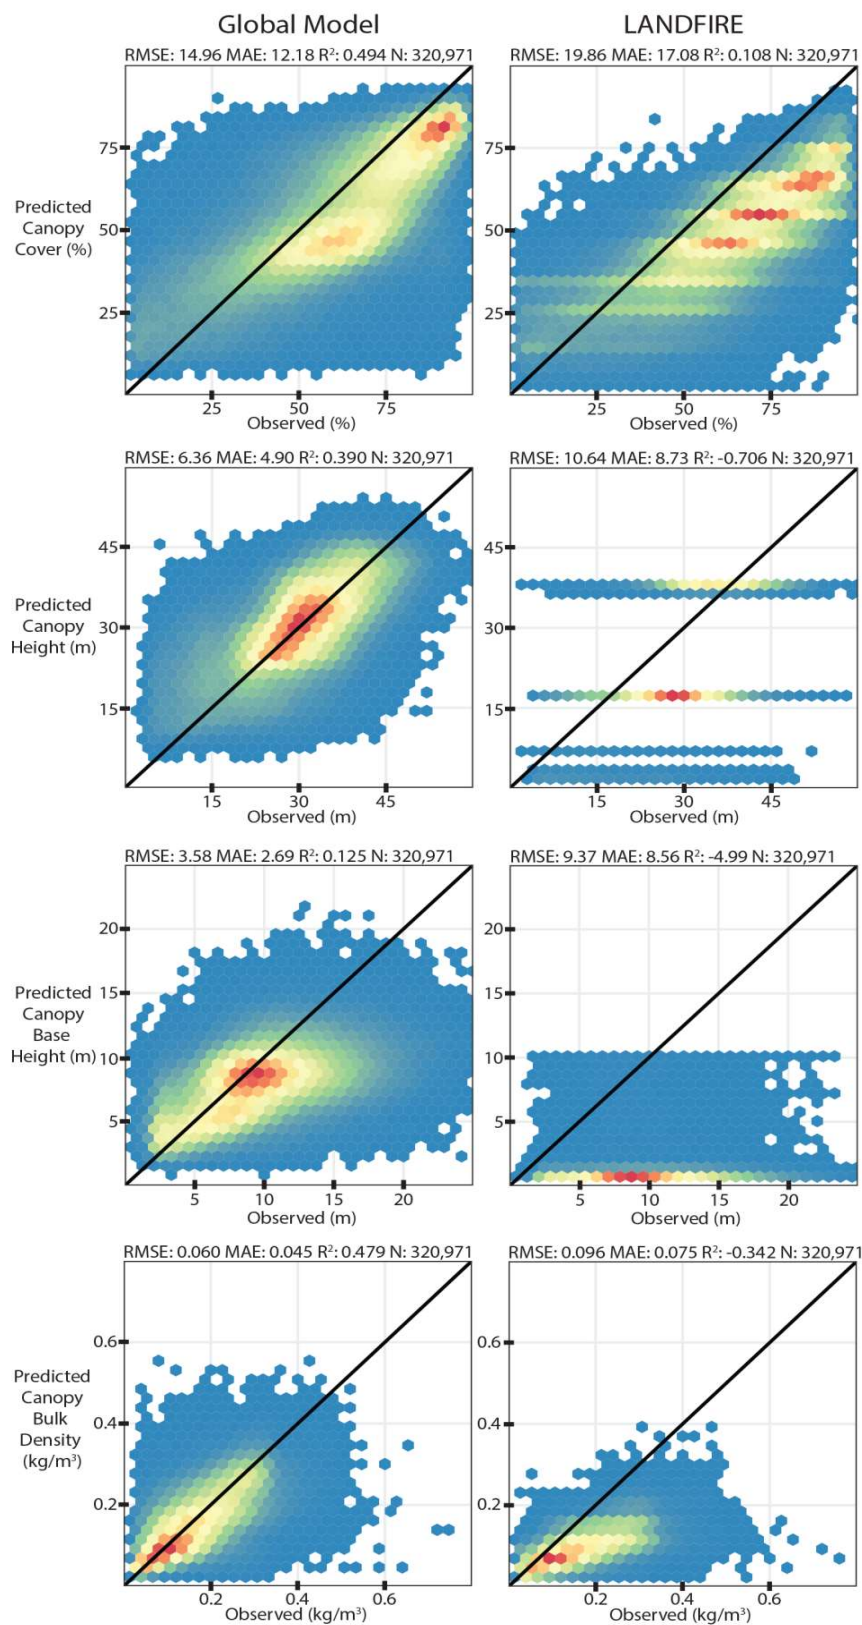 Global Model
LANDFIRE
RMSE: 14.96 MAE: 12.18 R²: 0.494 N: 320,971
RMSE: 19.86 MAE: 17.08 R²: 0.108 N: 320,971
Predicted
Canopy
Cover (%)
75
50
25
25
50
75
Observed (%)
75
50
25
25
50
75
Observed (%)
RMSE: 6.36 MAE: 4.90 R²: 0.390 N: 320,971
RMSE: 10.64 MAE: 8.73 R²: -0.706 N: 320,971
Predicted
Canopy
Height (m)
45
30
15
15
30
45
Observed (m)
45
30
15
15
30
45
Observed (m)
RMSE: 3.58 MAE: 2.69 R²: 0.125 N: 320,971
RMSE: 9.37 MAE: 8.56 R²: -4.99 N: 320,971
Predicted
Canopy
Base
Height (m)
20
15
10
5
5
10
15
20
Observed (m)
20
15
10
5
5
10
15
20
Observed (m)
RMSE: 0.060 MAE: 0.045 R²: 0.479 N: 320,971
RMSE: 0.096 MAE: 0.075 R²: -0.342 N: 320,971
Predicted
Canopy
Bulk
Density
(kg/m³)
0.6
0.4
0.2
0.2
0.4
0.6
Observed (kg/m³)
0.6
0.4
0.2
0.2
0.4
0.6
Observed (kg/m³)